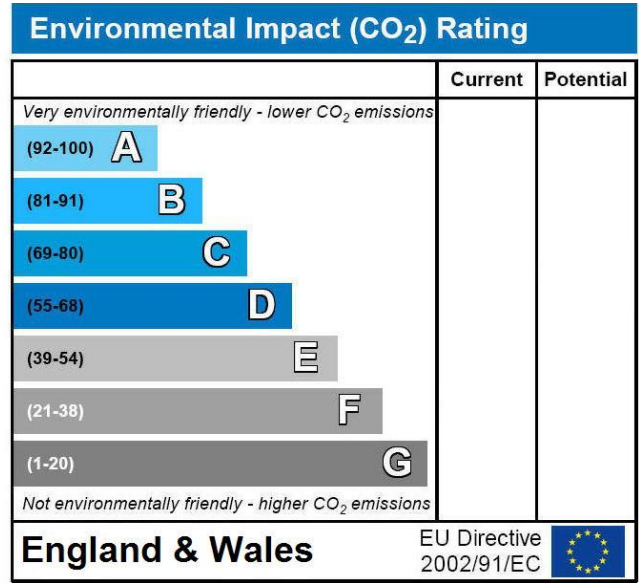 Environmental Impact (CO₂) Rating
Current Potential
Very environmentally friendly - lower CO₂ emissions
(92-100) A
(81-91) B
(69-80) C
(55-68) D
(39-54) E
(21-38) F
(1-20) G
Not environmentally friendly - higher CO₂ emissions
England & Wales
EU Directive
2002/91/EC